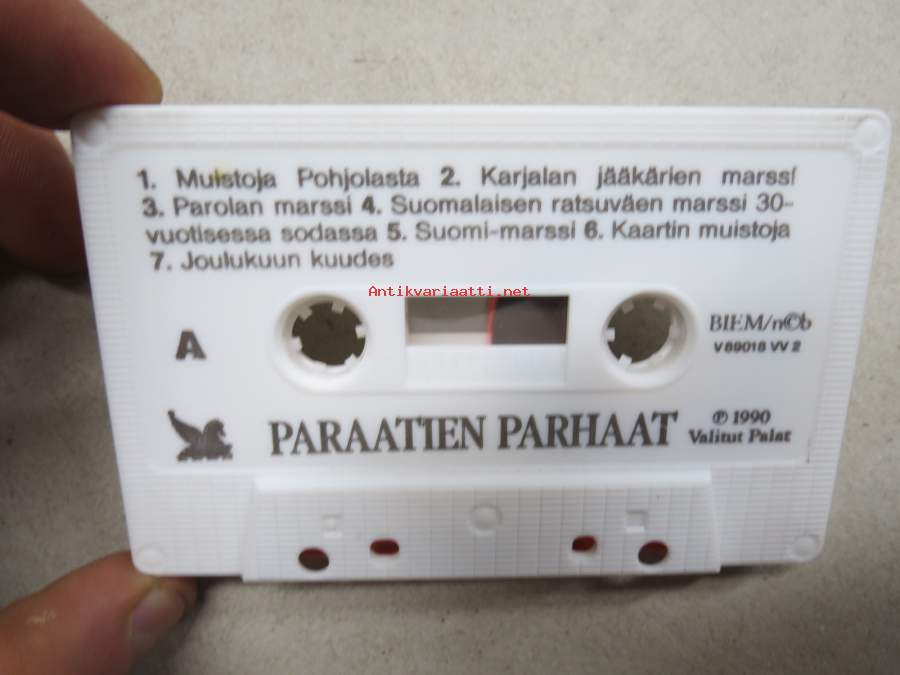 1. Muistoja Pohjolasta 2. Karjalan jääkärien marssi
3. Parolan marssi 4. Suomalaisen ratsuväen marssi 30-
vuotisessa sodassa 5. Suomi-marssi 6. Kaartin muistoja
7. Joulukuun kuudes
Antikvariaatti.net
A
BIEM/n©b
V89018 VV 2
PARAATIEN PARHAAT
℗ 1990
Valitut Palat